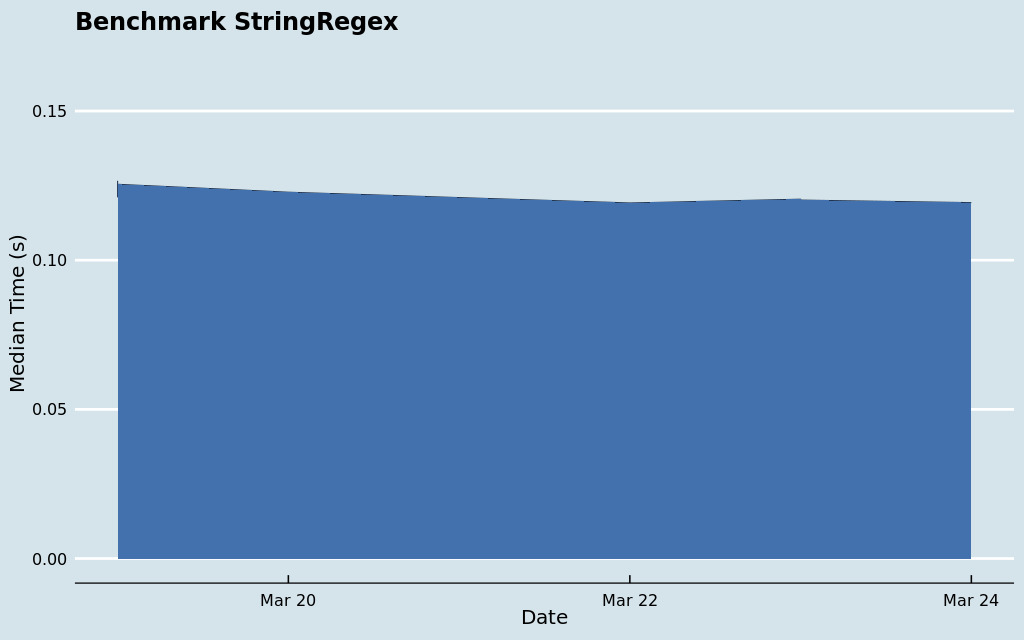 Benchmark StringRegex
0.15
0.10
0.05
0.00
Median Time (s)
Mar 20
Mar 22
Mar 24
Date